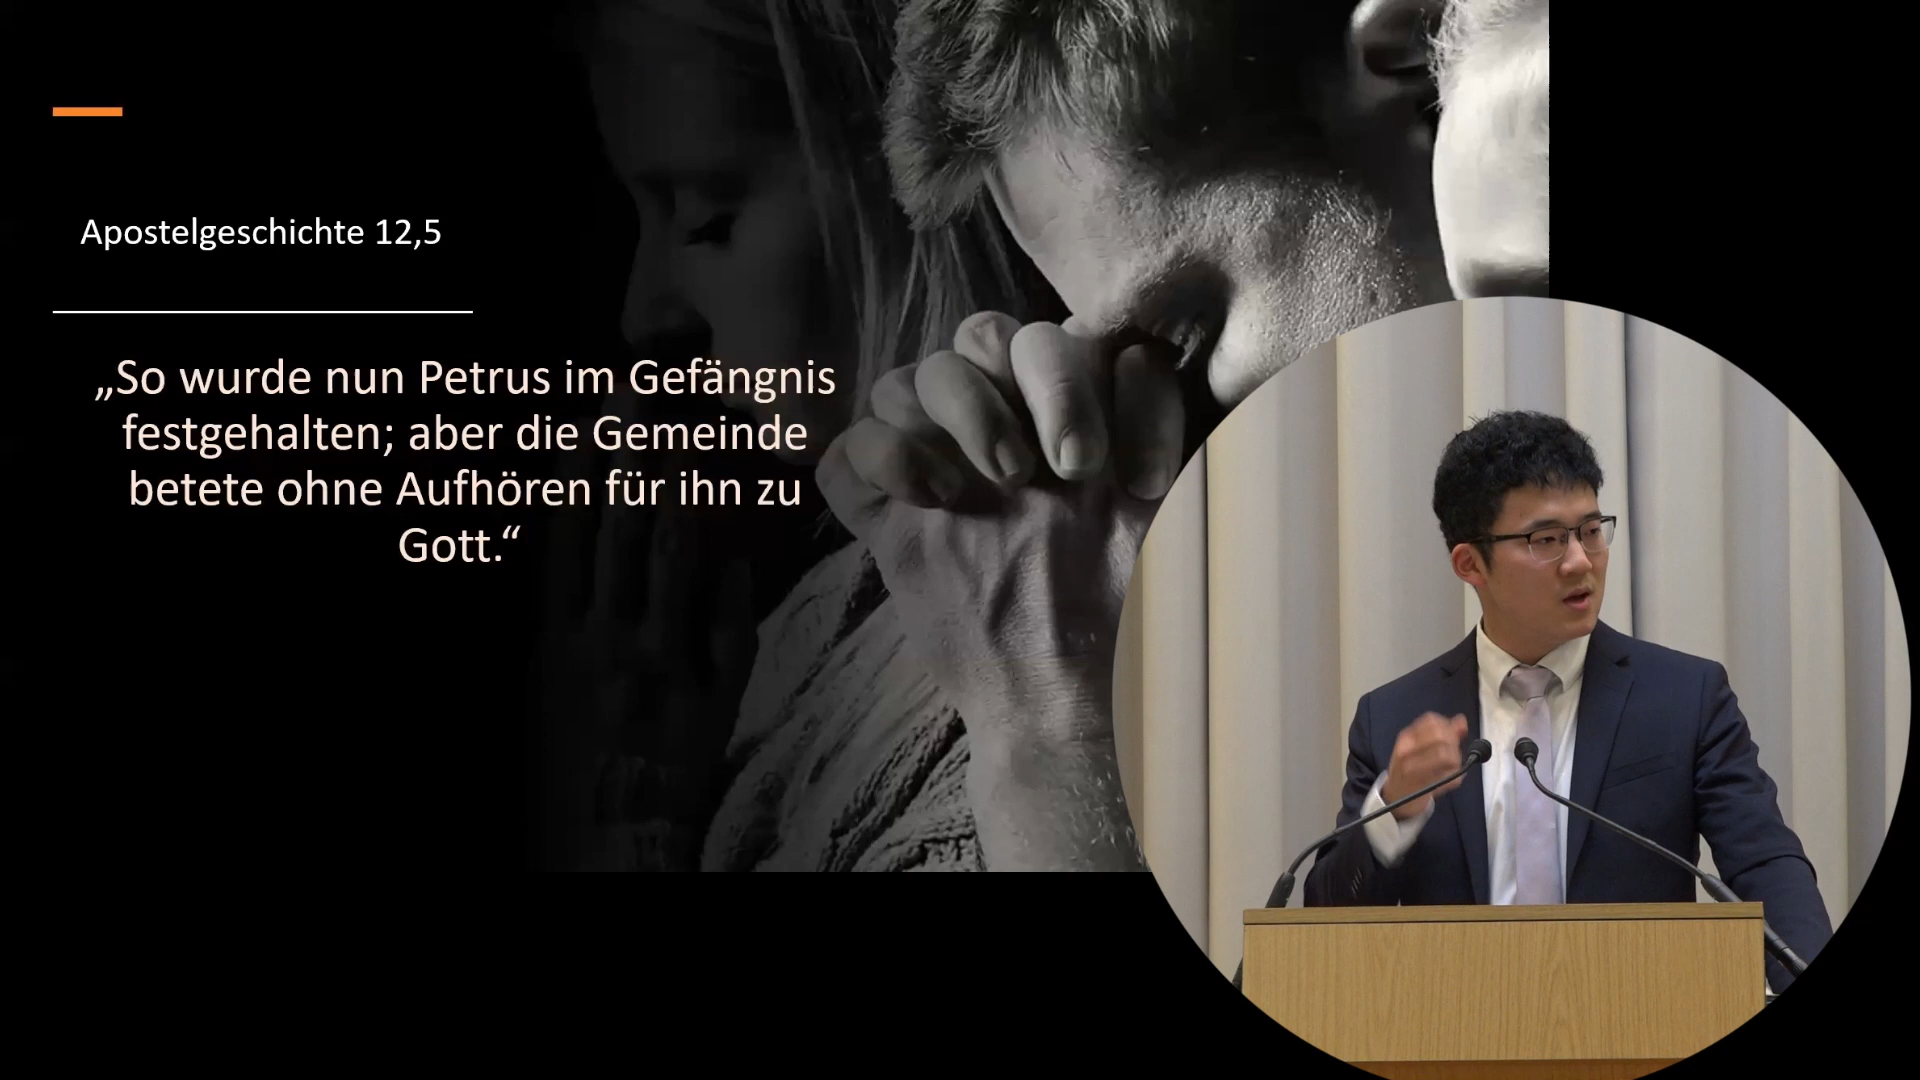 Apostelgeschichte 12,5
„So wurde nun Petrus im Gefängnis
festgehalten; aber die Gemeinde
betete ohne Aufhören für ihn zu
Gott.“